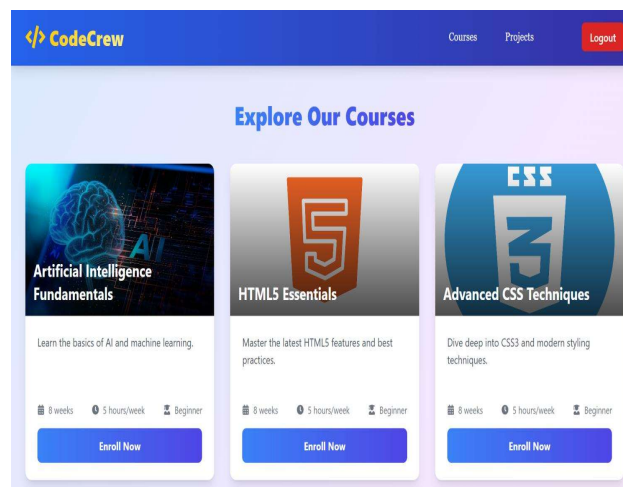 </> CodeCrew
Courses
Projects
Logout
Explore Our Courses
AI
Artificial Intelligence
Fundamentals
Learn the basics of AI and machine learning.
8 weeks
5 hours/week
Beginner
Enroll Now
5
HTML5 Essentials
Master the latest HTML5 features and best
practices.
8 weeks
5 hours/week
Beginner
Enroll Now
CSS
3
Advanced CSS Techniques
Dive deep into CSS3 and modern styling
techniques.
8 weeks
5 hours/week
Beginner
Enroll Now